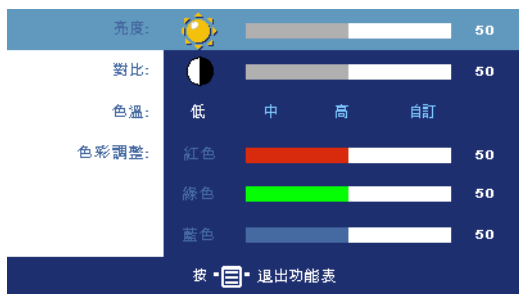 亮度: 50
對比: 50
色溫: 低 中 高 自訂
色彩調整: 紅色 50
綠色 50
藍色 50
按 退出功能表